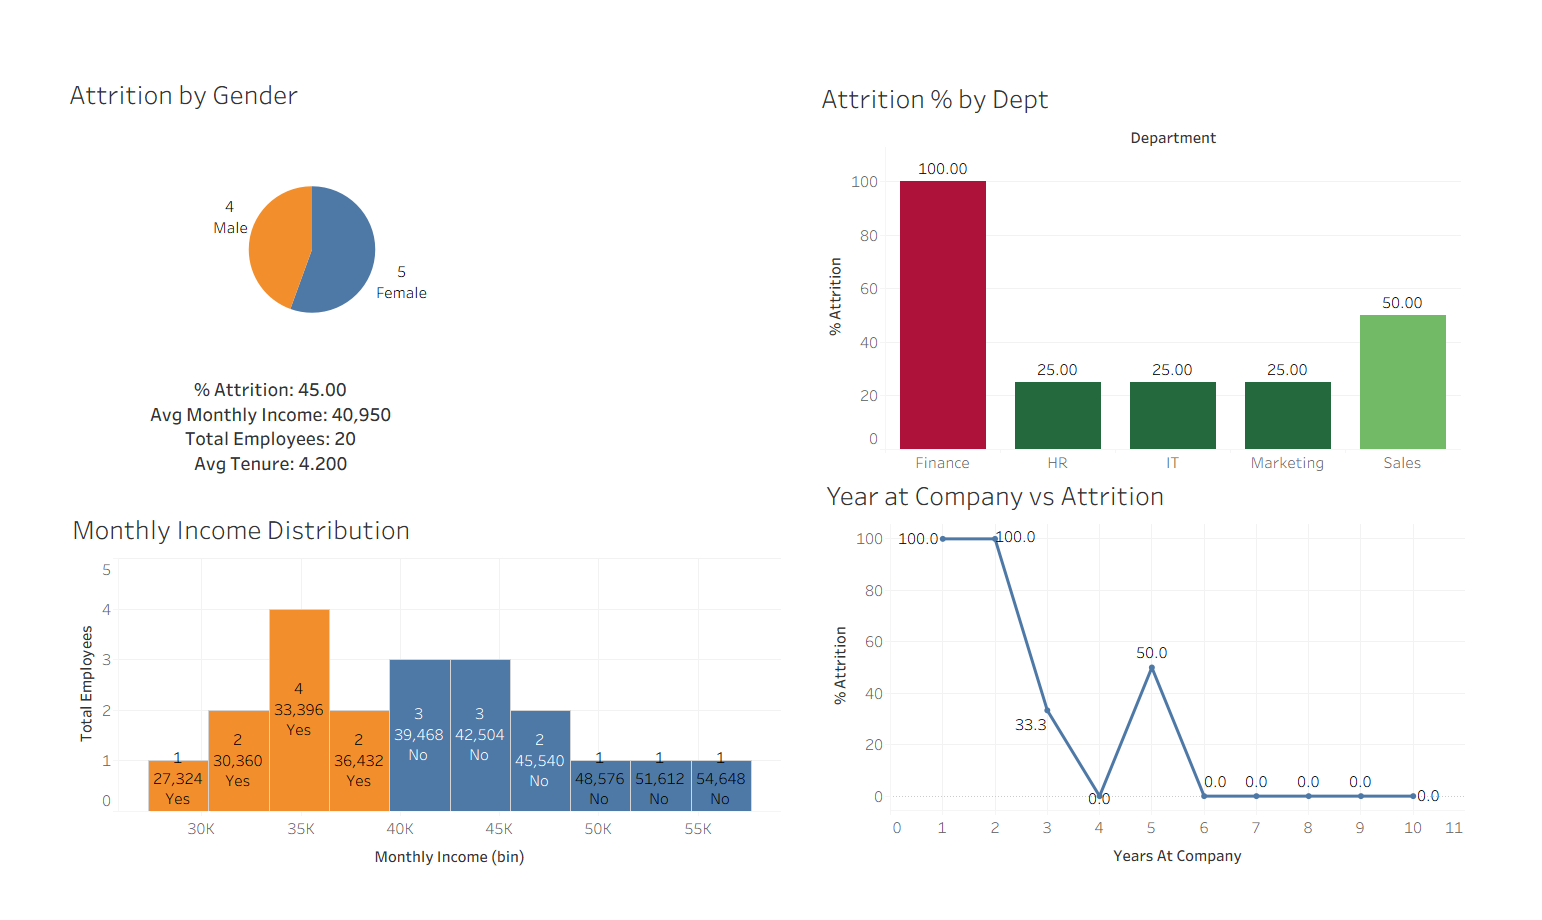 Attrition by Gender
4
Male
5
Female
% Attrition: 45.00
Avg Monthly Income: 40,950
Total Employees: 20
Avg Tenure: 4.200
Attrition % by Dept
Department
% Attrition
100
80
60
40
20
0
100.00
25.00
25.00
25.00
50.00
Finance
HR
IT
Marketing
Sales
Monthly Income Distribution
Total Employees
5
4
3
2
1
0
1
27,324
Yes
2
30,360
Yes
4
33,396
Yes
2
36,432
Yes
3
39,468
No
3
42,504
No
2
45,540
No
1
48,576
No
1
51,612
No
1
54,648
No
30K
35K
40K
45K
50K
55K
Monthly Income (bin)
Year at Company vs Attrition
% Attrition
100
80
60
40
20
0
100.0
100.0
33.3
0.0
50.0
0.0
0.0
0.0
0.0
0.0
0
1
2
3
4
5
6
7
8
9
10
11
Years At Company